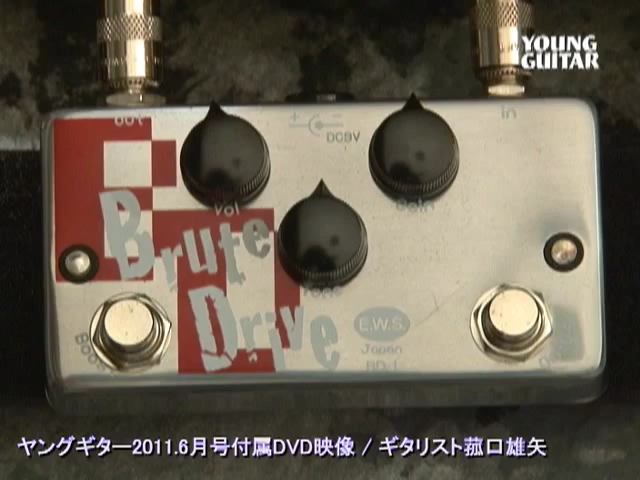 YOUNG
GUITAR
out
in
DC9V
Vol
Gain
Tone
Brute
Drive
E.W.S.
Japan
BD-1
ヤングギター2011.6月号付属DVD映像 / ギタリスト菰口雄矢